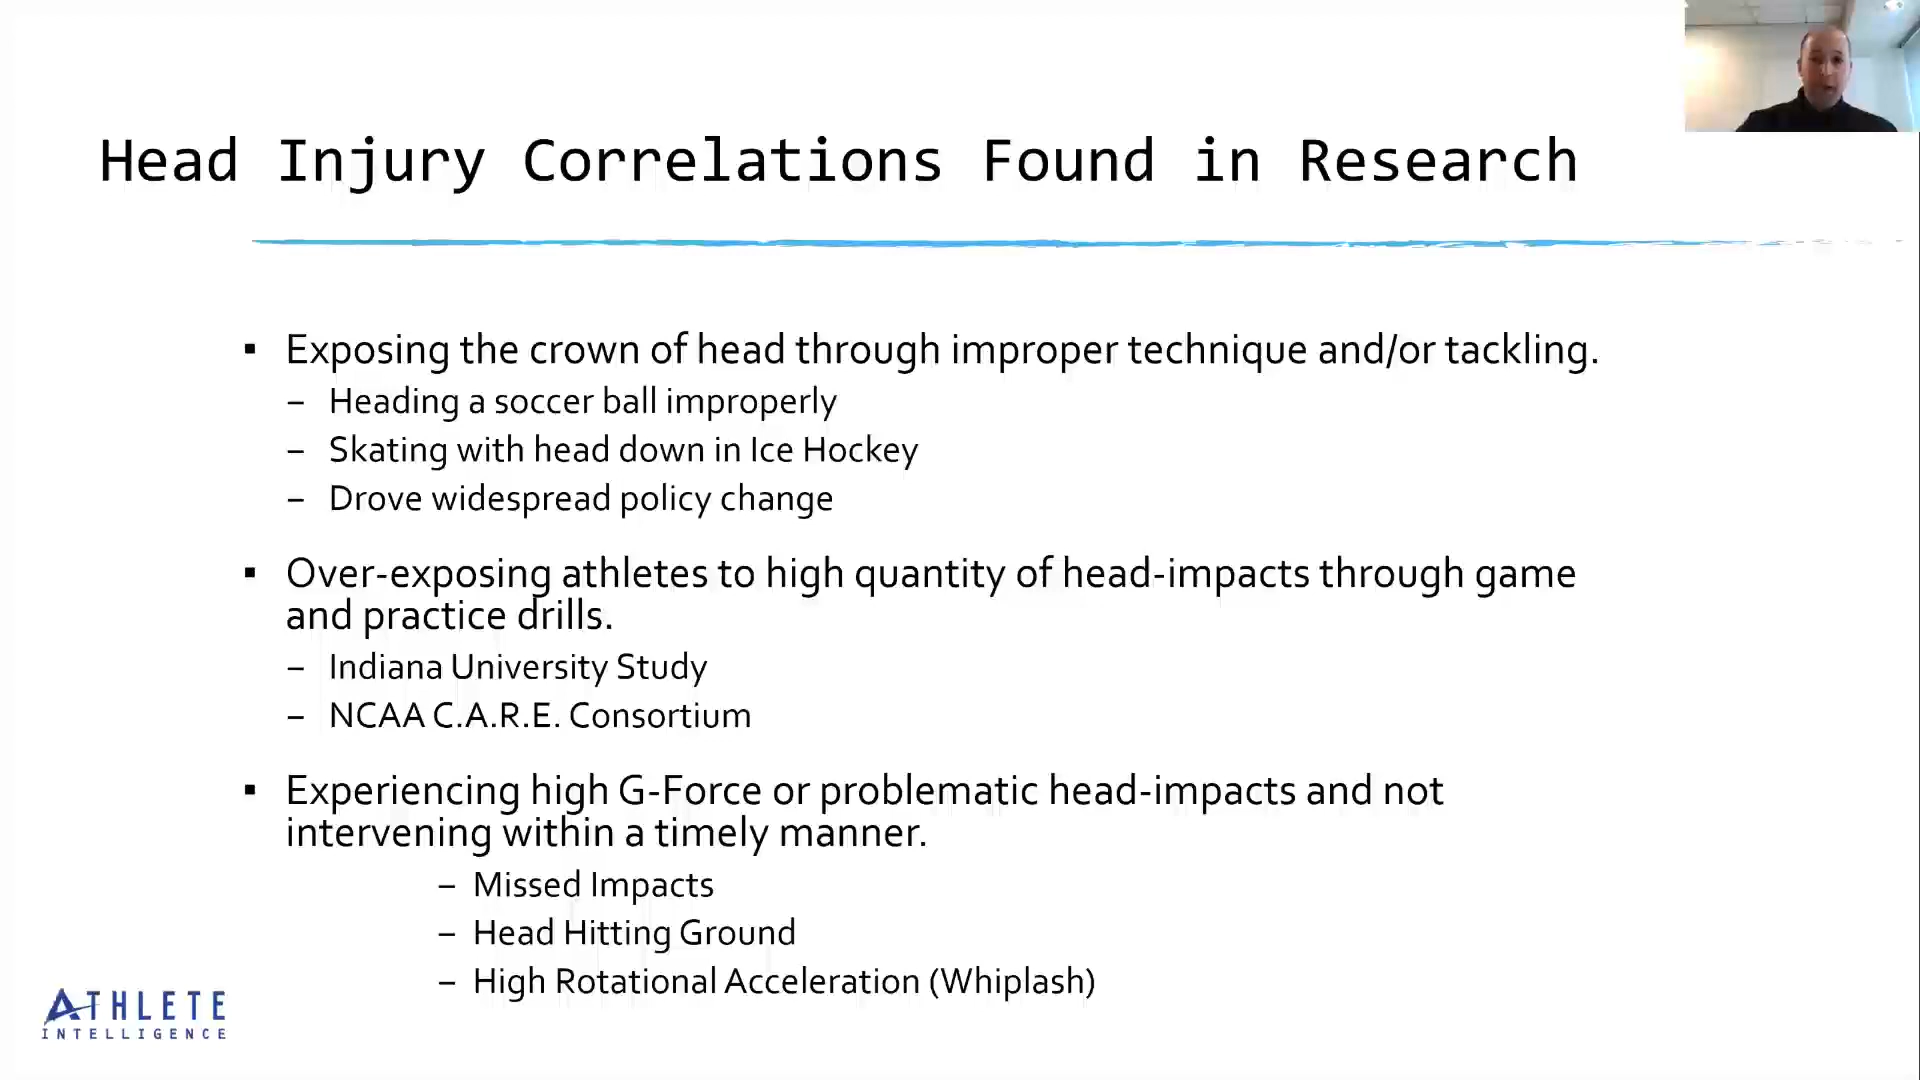 Head Injury Correlations Found in Research
▪ Exposing the crown of head through improper technique and/or tackling.
– Heading a soccer ball improperly
– Skating with head down in Ice Hockey
– Drove widespread policy change
▪ Over-exposing athletes to high quantity of head-impacts through game
and practice drills.
– Indiana University Study
– NCAA C.A.R.E. Consortium
▪ Experiencing high G-Force or problematic head-impacts and not
intervening within a timely manner.
– Missed Impacts
– Head Hitting Ground
– High Rotational Acceleration (Whiplash)
ATHLETE
INTELLIGENCE